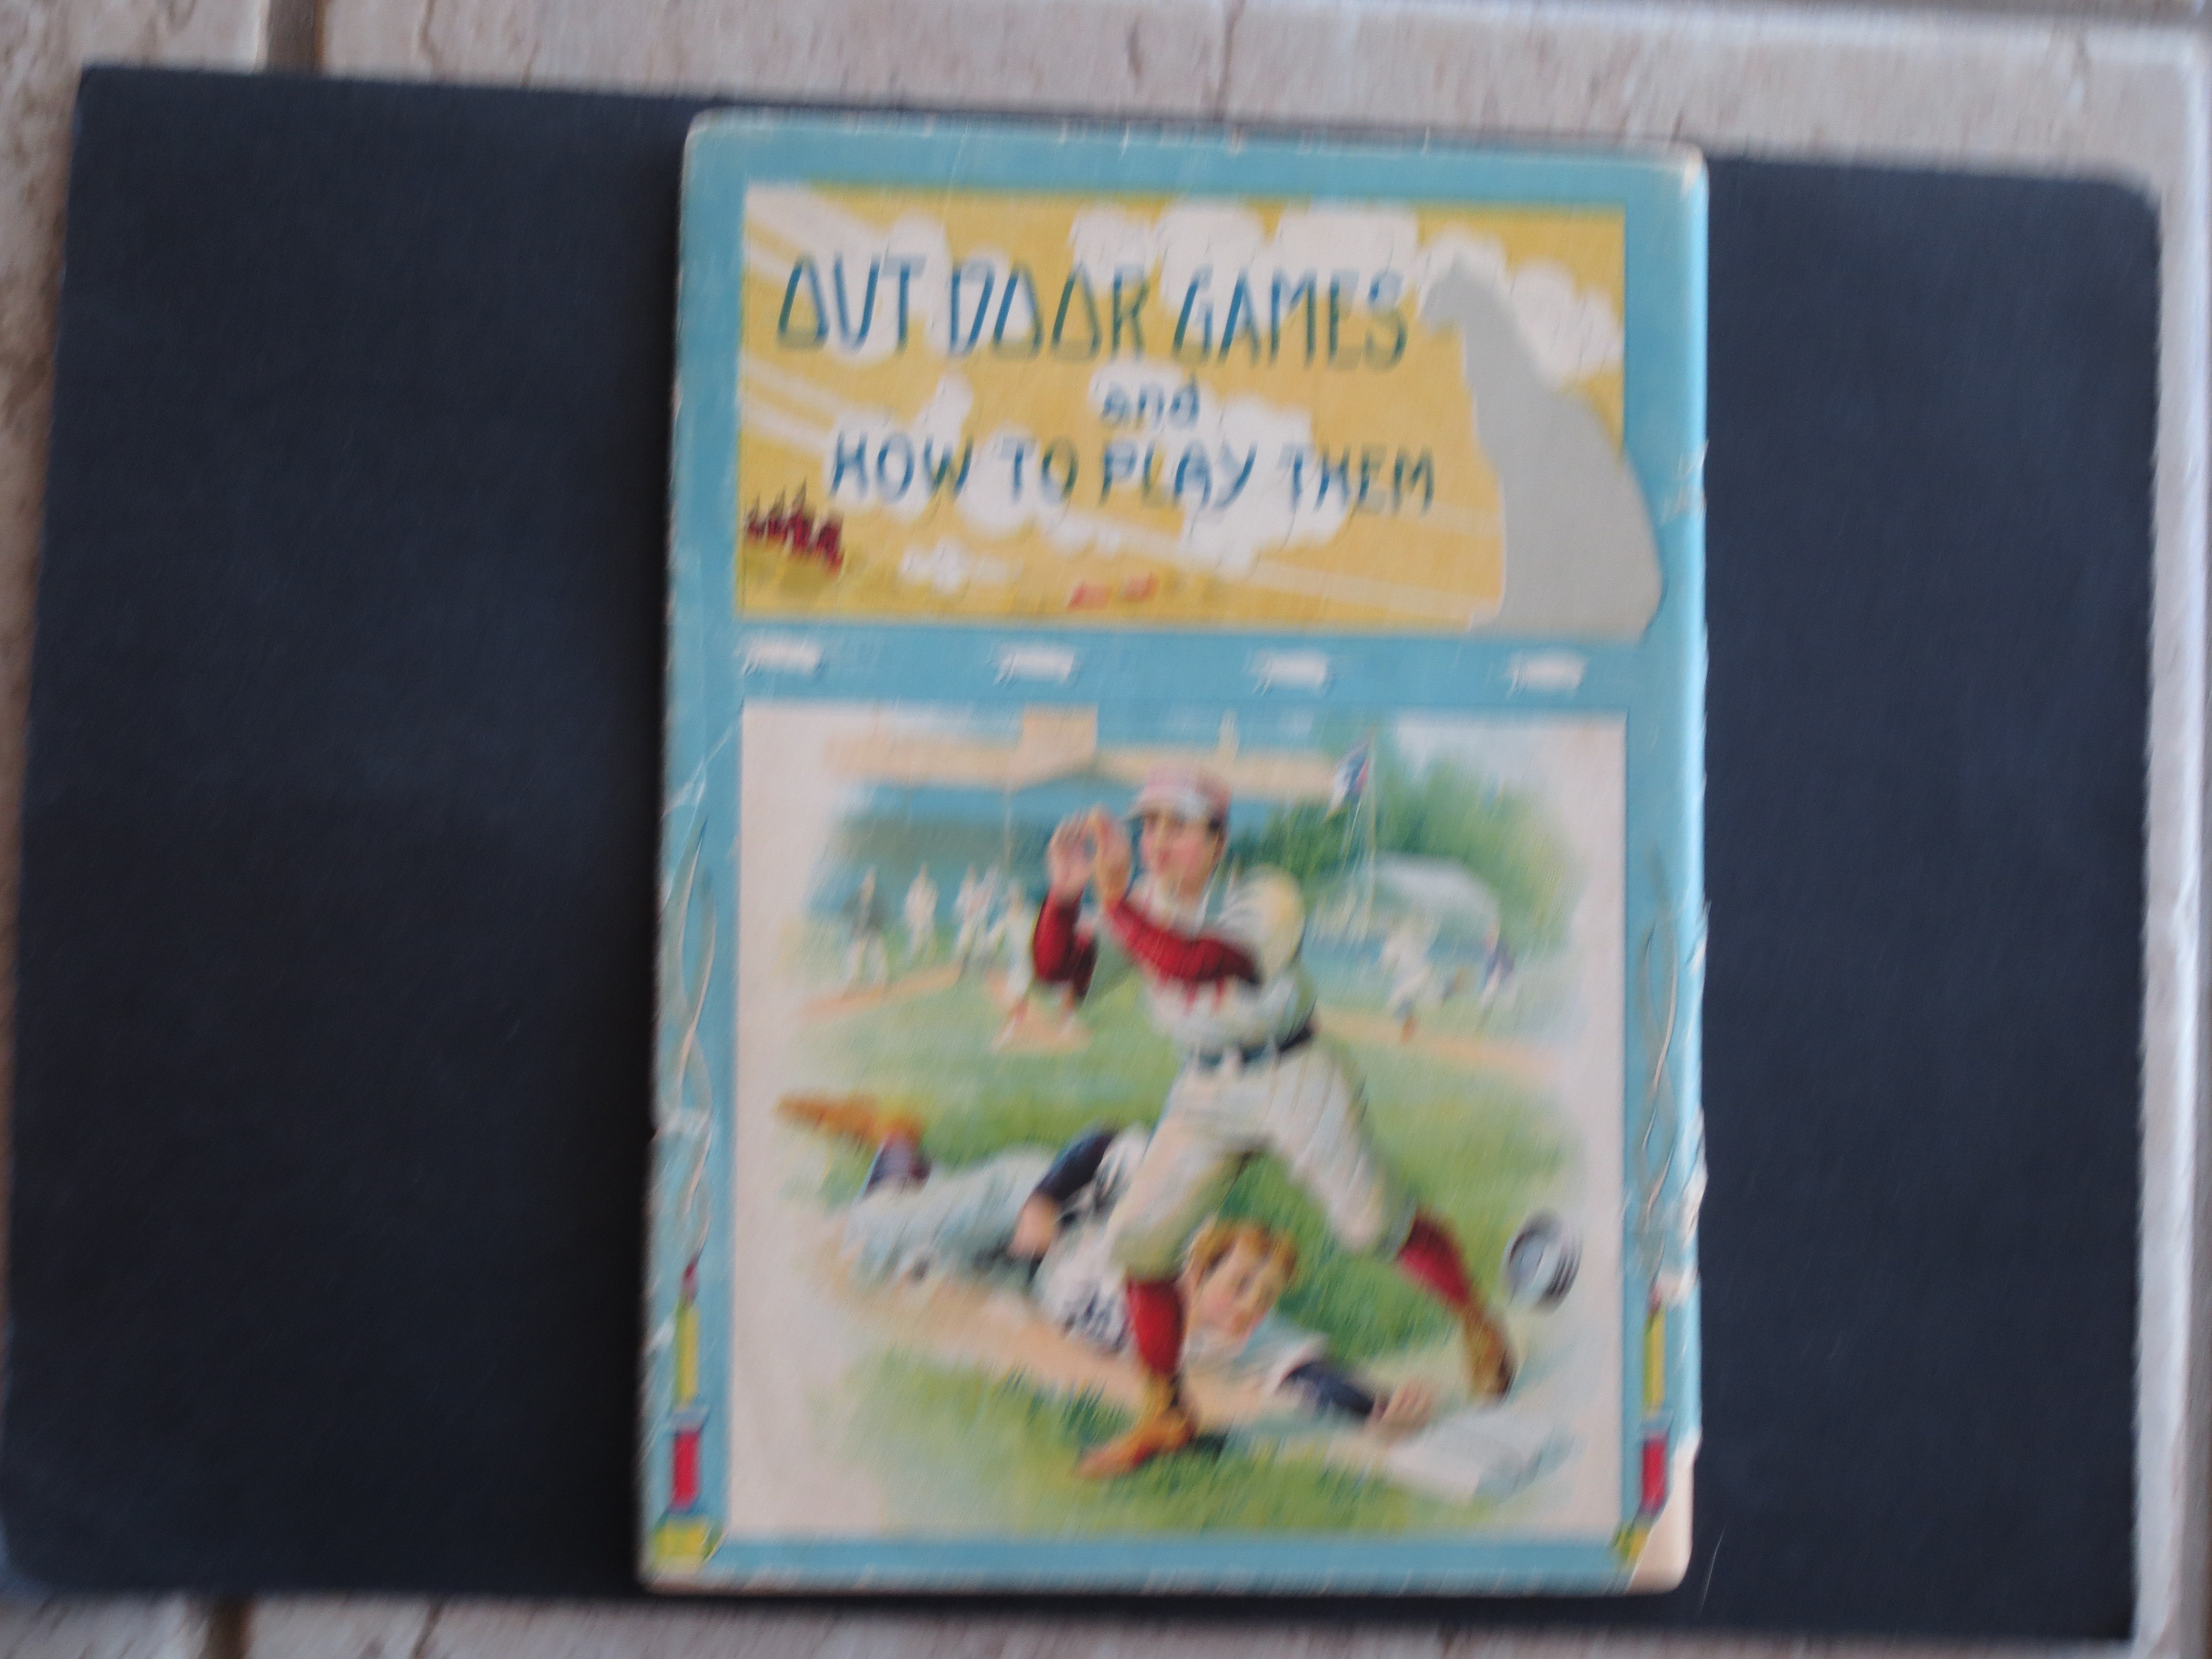 OUT DOOR GAMES
and
HOW TO PLAY THEM